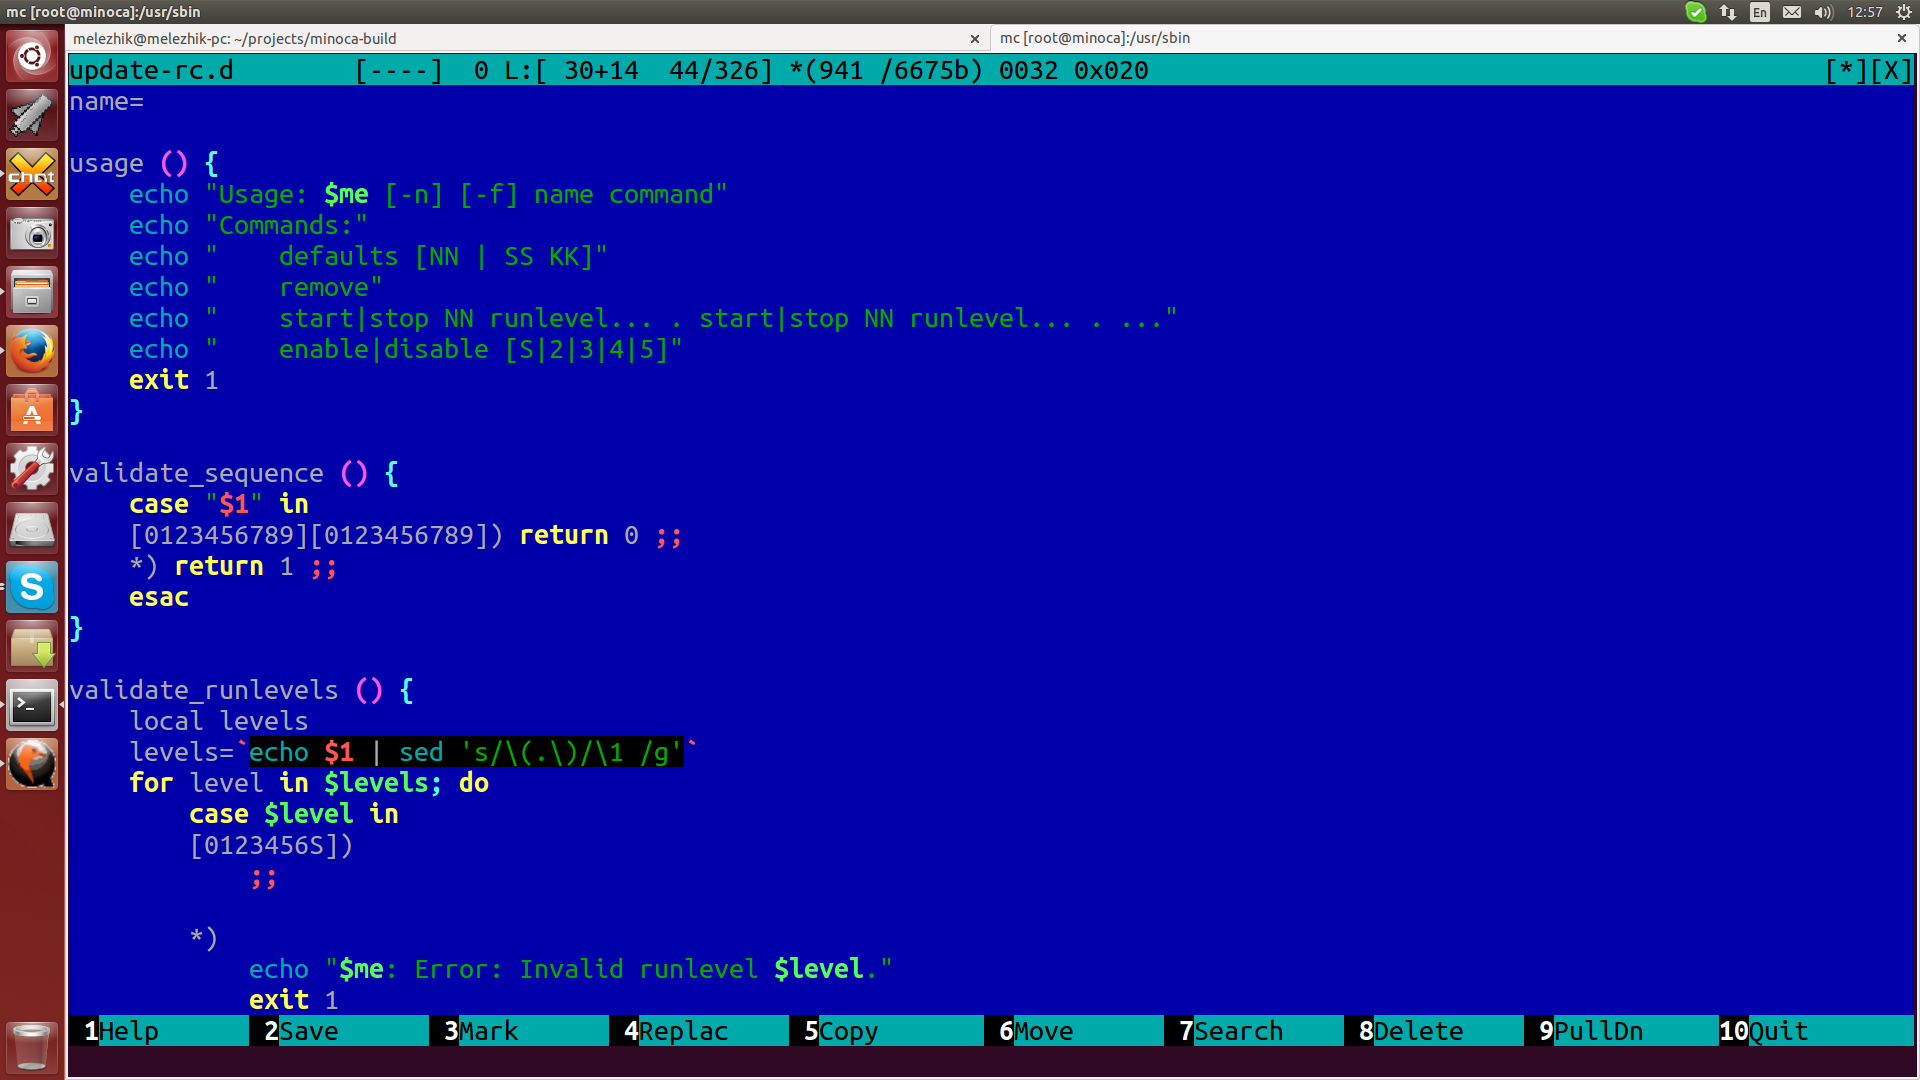 mc [root@minoca]:/usr/sbin
En
12:57
melezhik@melezhik-pc: ~/projects/minoca-build ×
mc [root@minoca]:/usr/sbin ×
update-rc.d        [----]  0 L:[ 30+14  44/326] *(941 /6675b) 0032 0x020        [*][X]
name=
usage () {
    echo "Usage: $me [-n] [-f] name command"
    echo "Commands:"
    echo "    defaults [NN | SS KK]"
    echo "    remove"
    echo "    start|stop NN runlevel... . start|stop NN runlevel... . ..."
    echo "    enable|disable [S|2|3|4|5]"
    exit 1
}
validate_sequence () {
    case "$1" in
    [0123456789][0123456789]) return 0 ;;
    *) return 1 ;;
    esac
}
validate_runlevels () {
    local levels
    levels=`echo $1 | sed 's/\(.\)/\1 /g'`
    for level in $levels; do
        case $level in
        [0123456S])
            ;;
        *)
            echo "$me: Error: Invalid runlevel $level."
            exit 1
1Help 2Save 3Mark 4Replac 5Copy 6Move 7Search 8Delete 9PullDn 10Quit
chat
A
S
>_